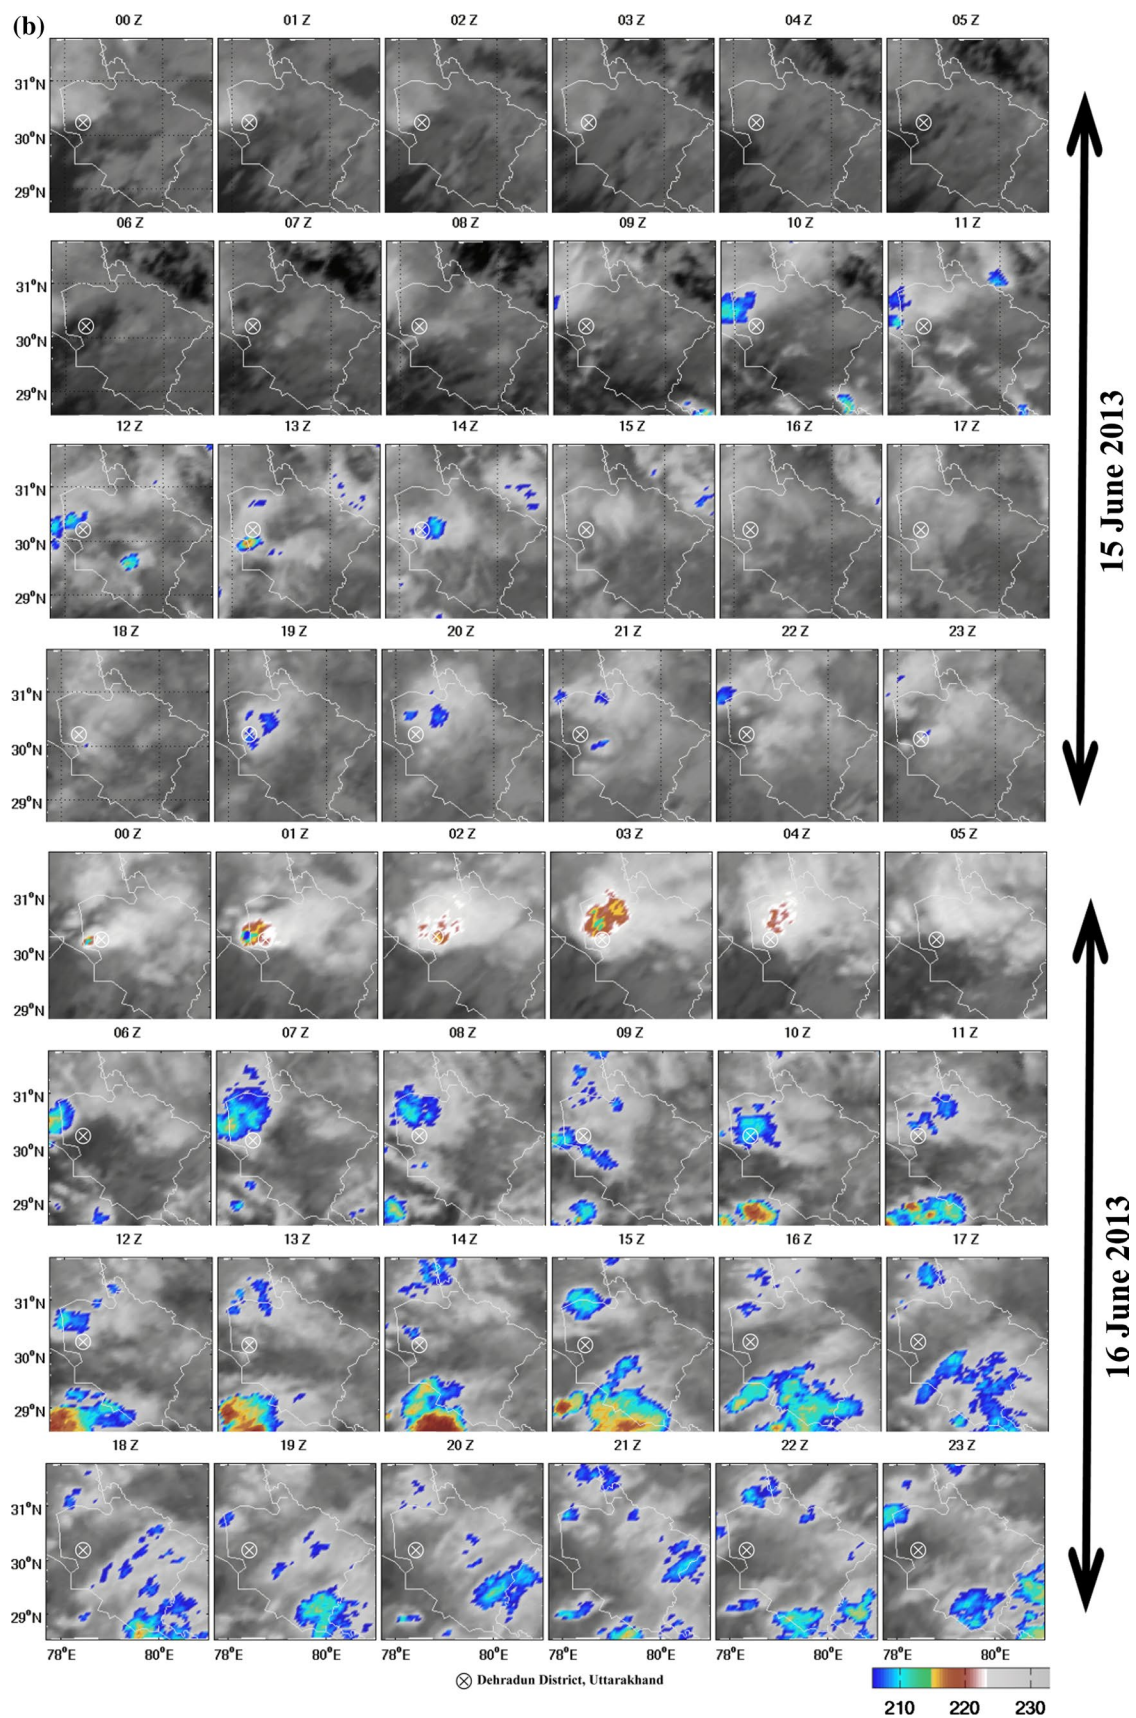 (b)
00 Z 01 Z 02 Z 03 Z 04 Z 05 Z
31°N
30°N
29°N
06 Z 07 Z 08 Z 09 Z 10 Z 11 Z
31°N
30°N
29°N
12 Z 13 Z 14 Z 15 Z 16 Z 17 Z
31°N
30°N
29°N
18 Z 19 Z 20 Z 21 Z 22 Z 23 Z
31°N
30°N
29°N
15 June 2013
00 Z 01 Z 02 Z 03 Z 04 Z 05 Z
31°N
30°N
29°N
06 Z 07 Z 08 Z 09 Z 10 Z 11 Z
31°N
30°N
29°N
12 Z 13 Z 14 Z 15 Z 16 Z 17 Z
31°N
30°N
29°N
18 Z 19 Z 20 Z 21 Z 22 Z 23 Z
31°N
30°N
29°N
78°E 80°E 78°E 80°E 78°E 80°E 78°E 80°E 78°E 80°E 78°E 80°E
16 June 2013
Dehradun District, Uttarakhand
210 220 230